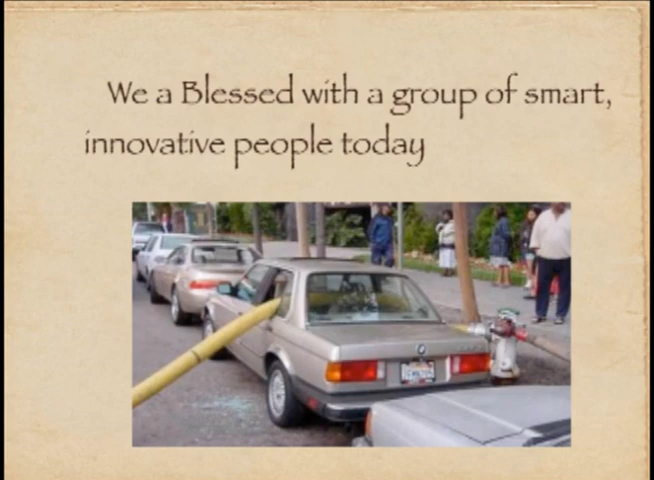 We a Blessed with a group of smart,
innovative people today